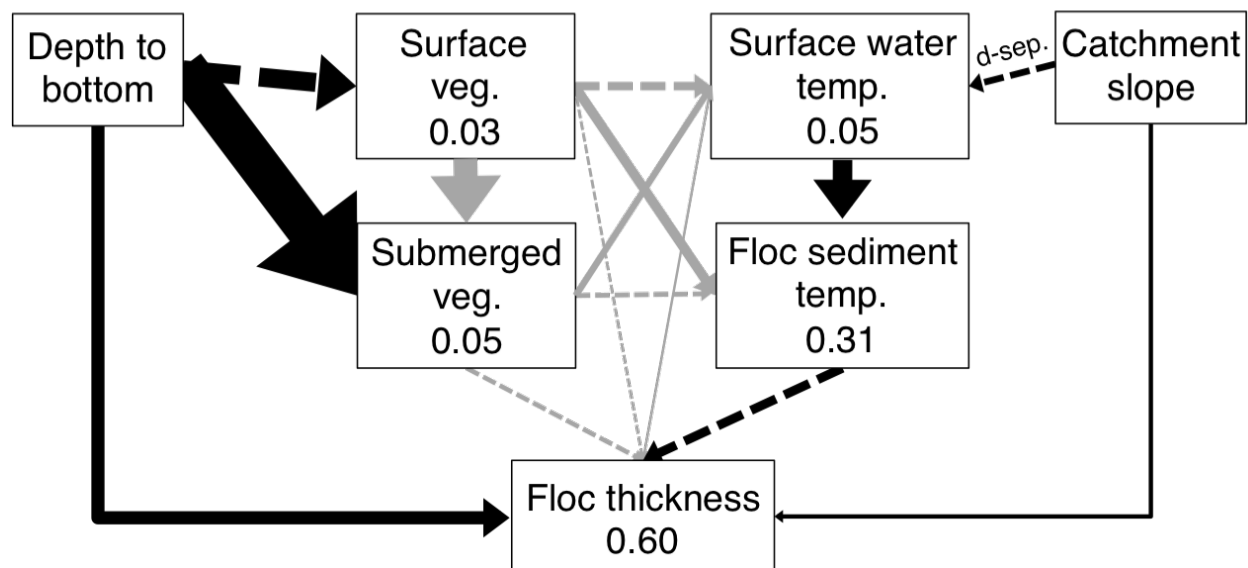 Depth to
bottom
Surface
veg.
0.03
Surface water
temp.
0.05
d-sep.
Catchment
slope
Submerged
veg.
0.05
Floc sediment
temp.
0.31
Floc thickness
0.60